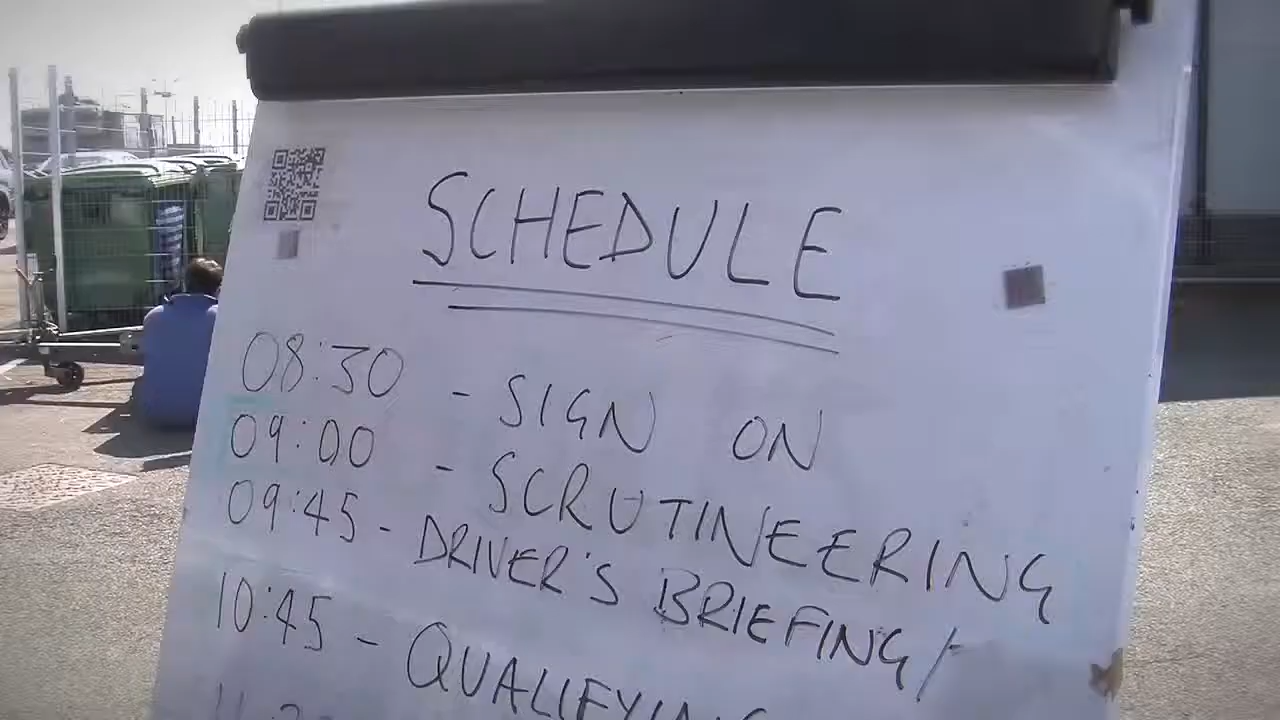 SCHEDULE
08:30 - SIGN ON
09:00 - SCRUTINEERING
09:45 - DRIVER'S BRIEFING/
10:45 - QUALIFYING